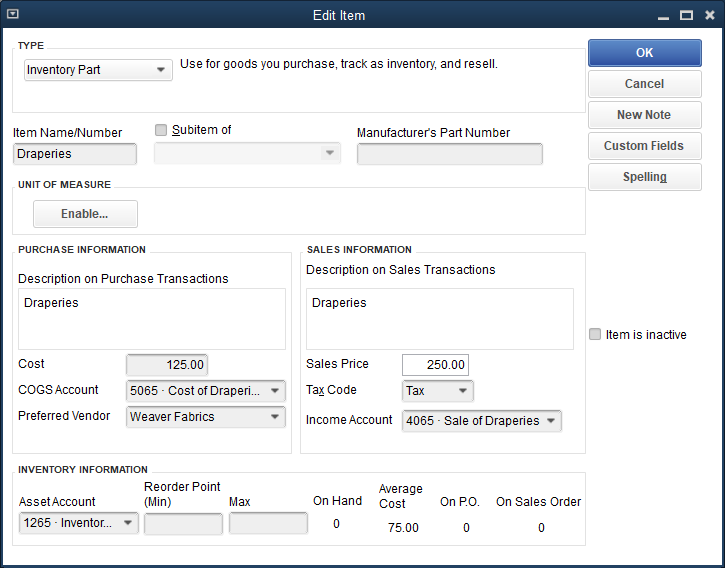 Edit Item
TYPE
Inventory Part
Use for goods you purchase, track as inventory, and resell.
OK
Cancel
New Note
Custom Fields
Spelling
Item Name/Number
Subitem of
Manufacturer's Part Number
Draperies
UNIT OF MEASURE
Enable...
PURCHASE INFORMATION
Description on Purchase Transactions
Draperies
Cost
125.00
COGS Account
5065 · Cost of Draperi...
Preferred Vendor
Weaver Fabrics
SALES INFORMATION
Description on Sales Transactions
Draperies
Sales Price
250.00
Tax Code
Tax
Income Account
4065 · Sale of Draperies
Item is inactive
INVENTORY INFORMATION
Asset Account
1265 · Inventor...
Reorder Point
(Min)
Max
On Hand
0
Average
Cost
75.00
On P.O.
0
On Sales Order
0